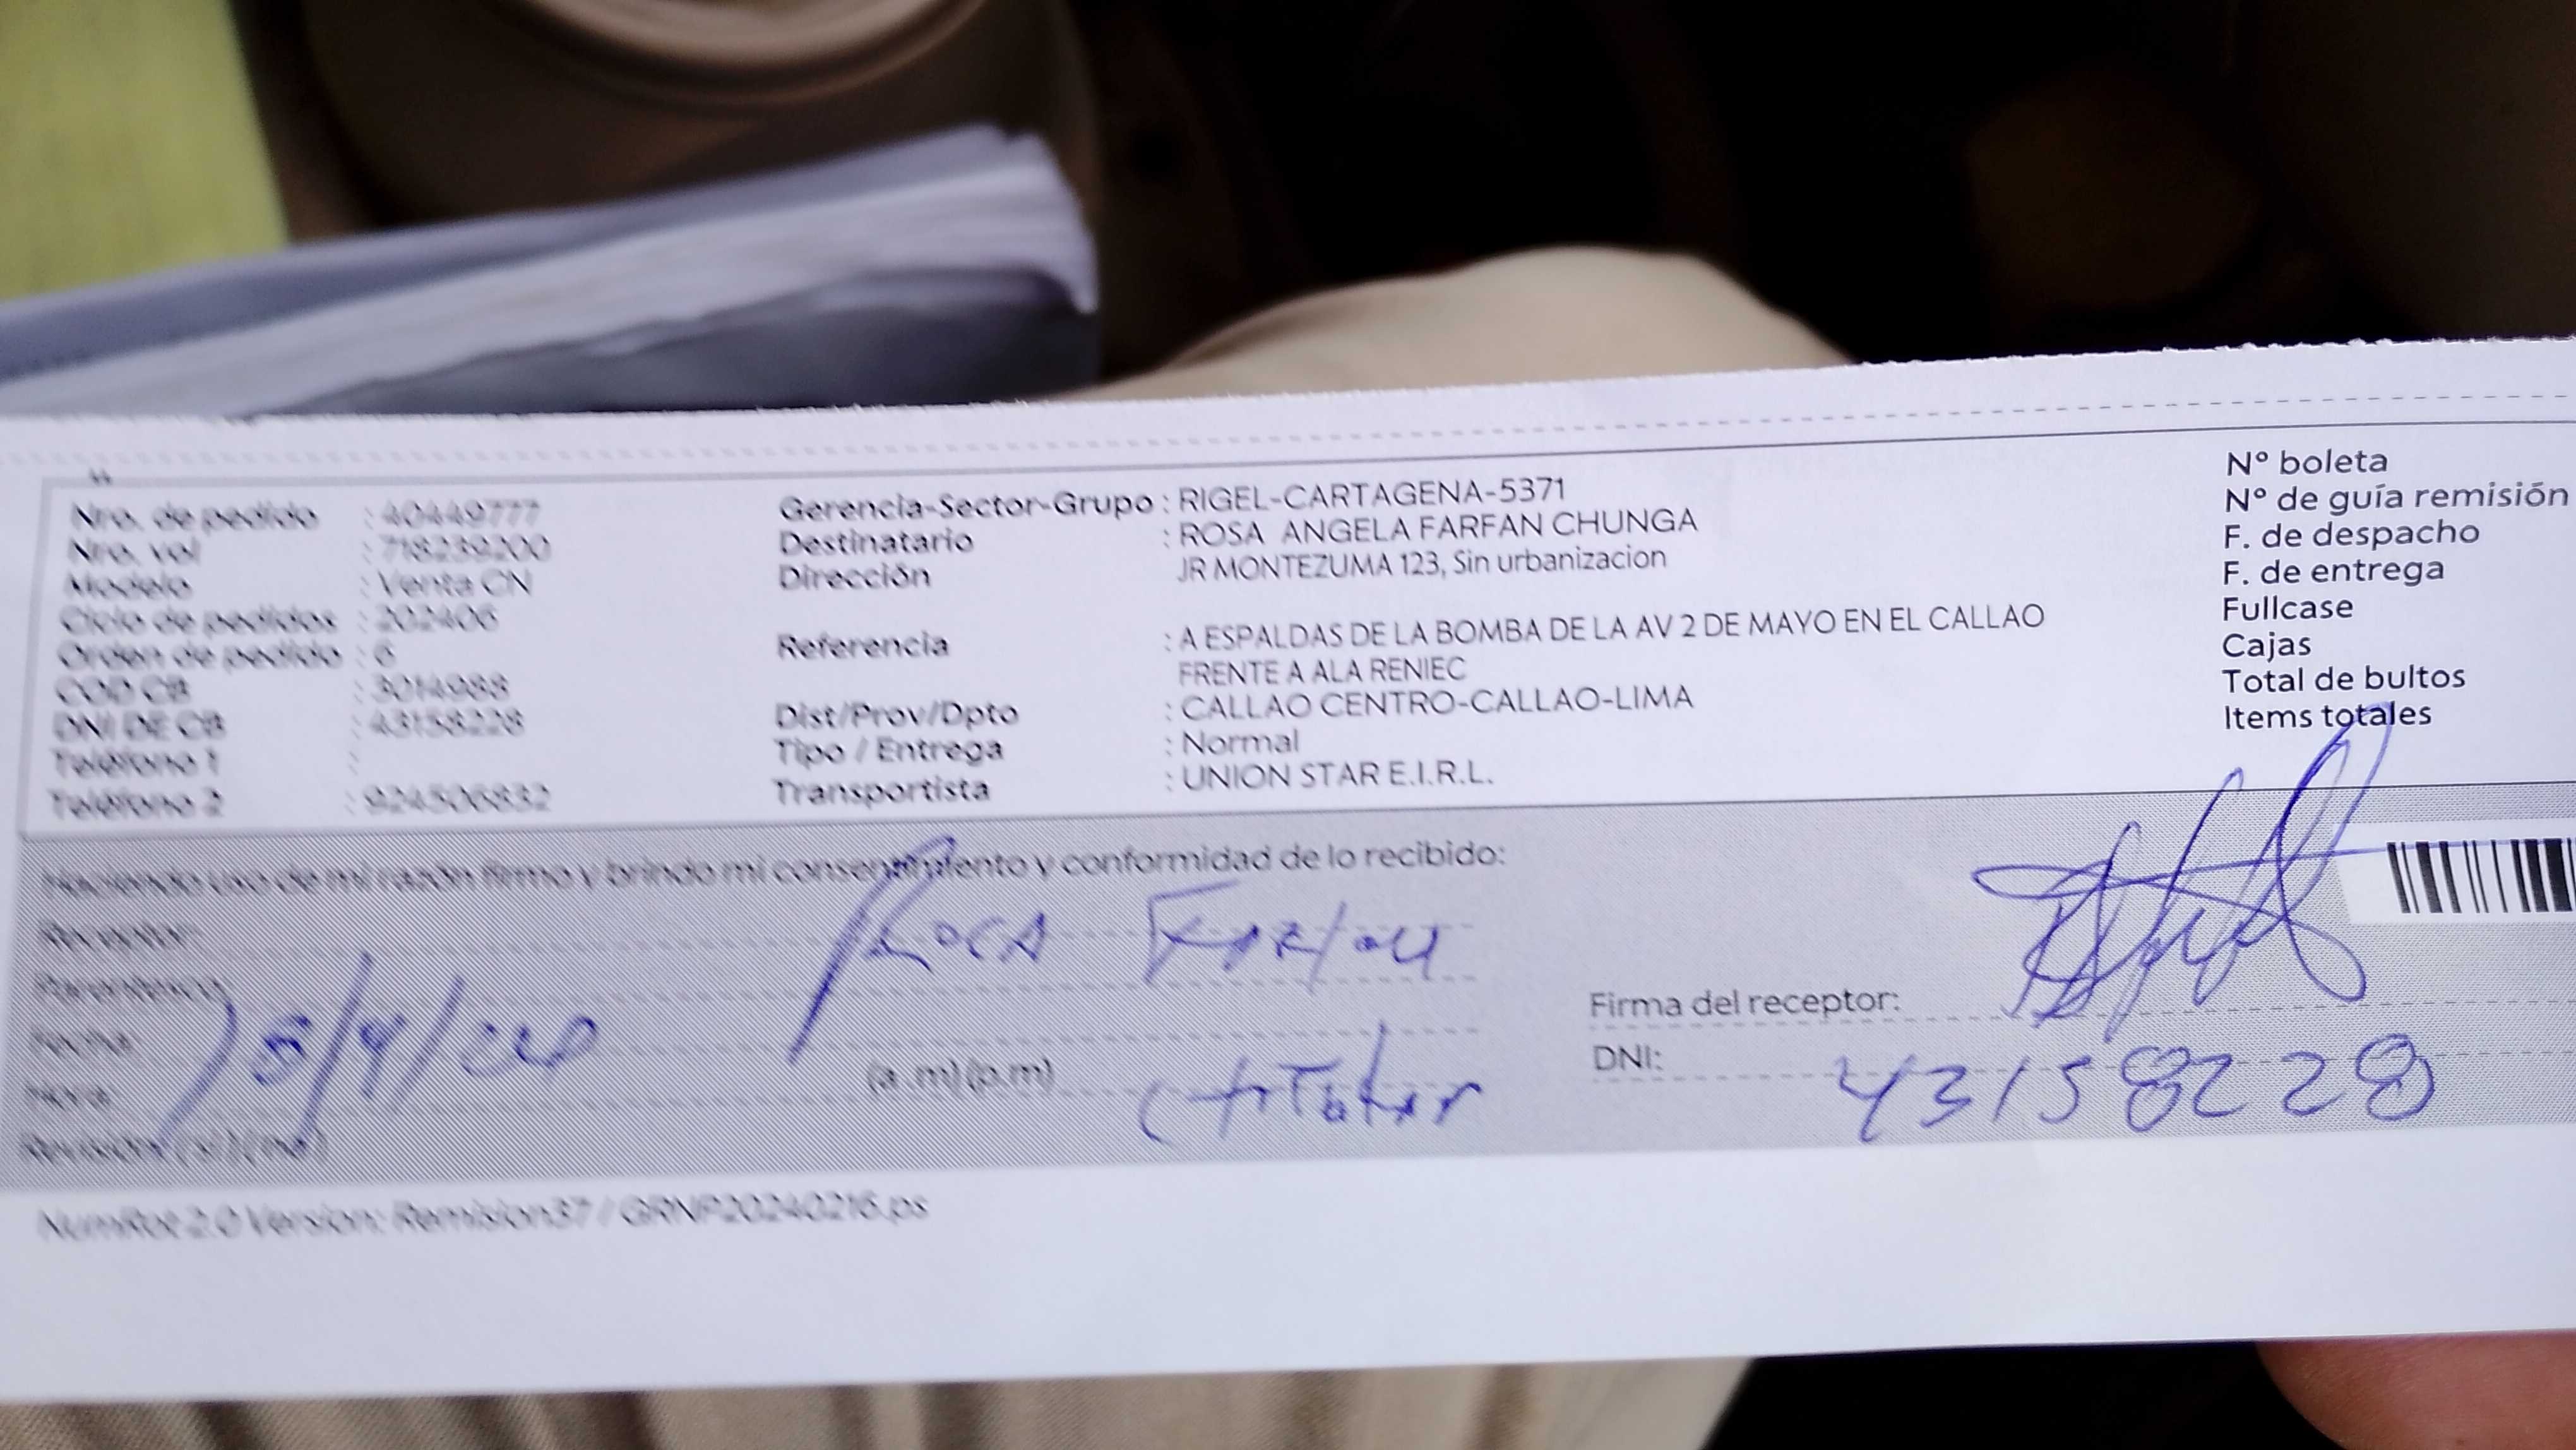 Nro. de pedido : 40449777
Nro. vol : 718239200
Modelo : Venta CN
Ciclo de pedidos : 202406
Orden de pedido : 6
COD CB : 3014988
DNI DE CB : 43158228
Teléfono 1 :
Teléfono 2 : 924506832
Gerencia-Sector-Grupo : RIGEL-CARTAGENA-5371
Destinatario : ROSA ANGELA FARFAN CHUNGA
Dirección JR MONTEZUMA 123, Sin urbanizacion
Referencia : A ESPALDAS DE LA BOMBA DE LA AV 2 DE MAYO EN EL CALLAO
FRENTE A ALA RENIEC
Dist/Prov/Dpto : CALLAO CENTRO-CALLAO-LIMA
Tipo / Entrega : Normal
Transportista : UNION STAR E.I.R.L.
N° boleta
N° de guía remisión
F. de despacho
F. de entrega
Fullcase
Cajas
Total de bultos
Items totales
Haciendo uso de mi razón firmo y brindo mi consentimiento y conformidad de lo recibido:
Receptor:
Parentesco:
Fecha:
Hora: (a.m)(p.m)
Revisión: (si)(no)
Firma del receptor:
DNI: 43158228
NumRot 2.0 Version: Remision37 / GRNP20240216.ps